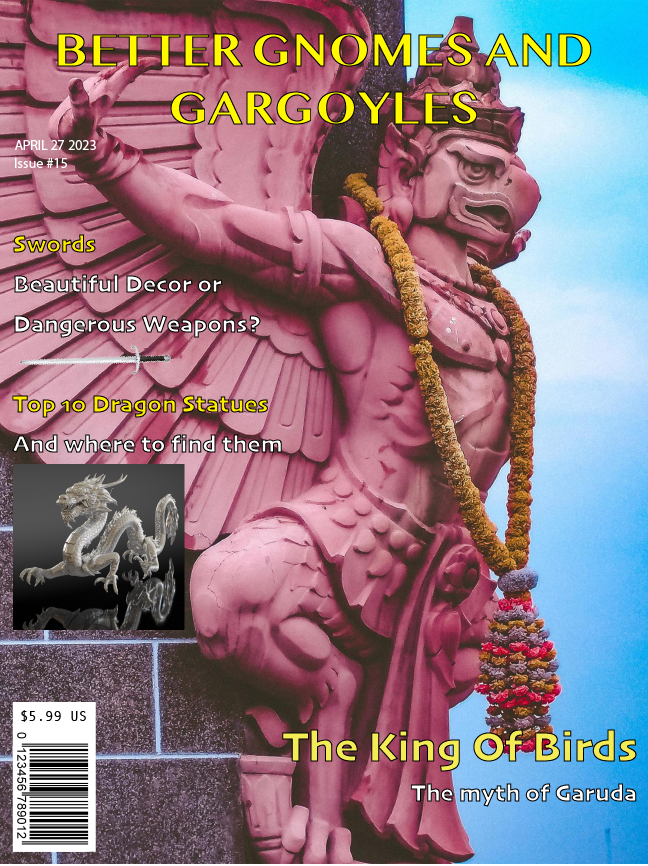 BETTER GNOMES AND
GARGOYLES
APRIL 27 2023
Issue #15
Swords
Beautiful Decor or
Dangerous Weapons?
Top 10 Dragon Statues
And where to find them
$5.99 US
0 123456 789012
The King Of Birds
The myth of Garuda